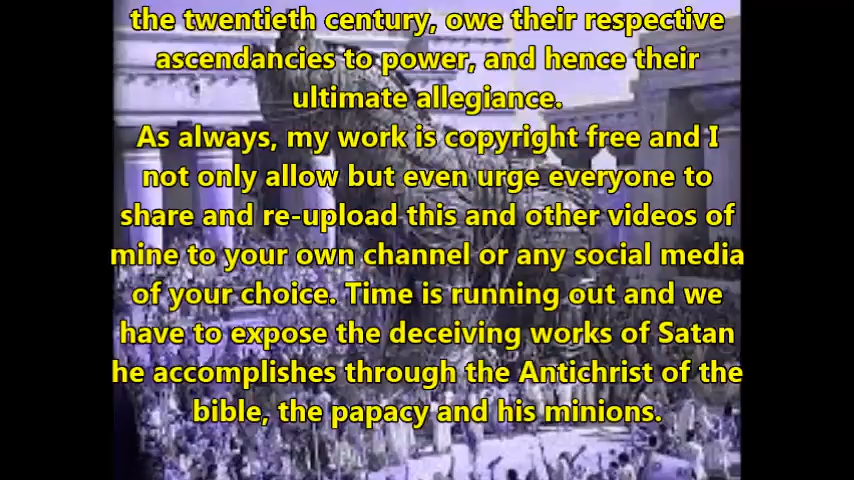 the twentieth century, owe their respective
ascendancies to power, and hence their
ultimate allegiance.
As always, my work is copyright free and I
not only allow but even urge everyone to
share and re-upload this and other videos of
mine to your own channel or any social media
of your choice. Time is running out and we
have to expose the deceiving works of Satan
he accomplishes through the Antichrist of the
bible, the papacy and his minions.